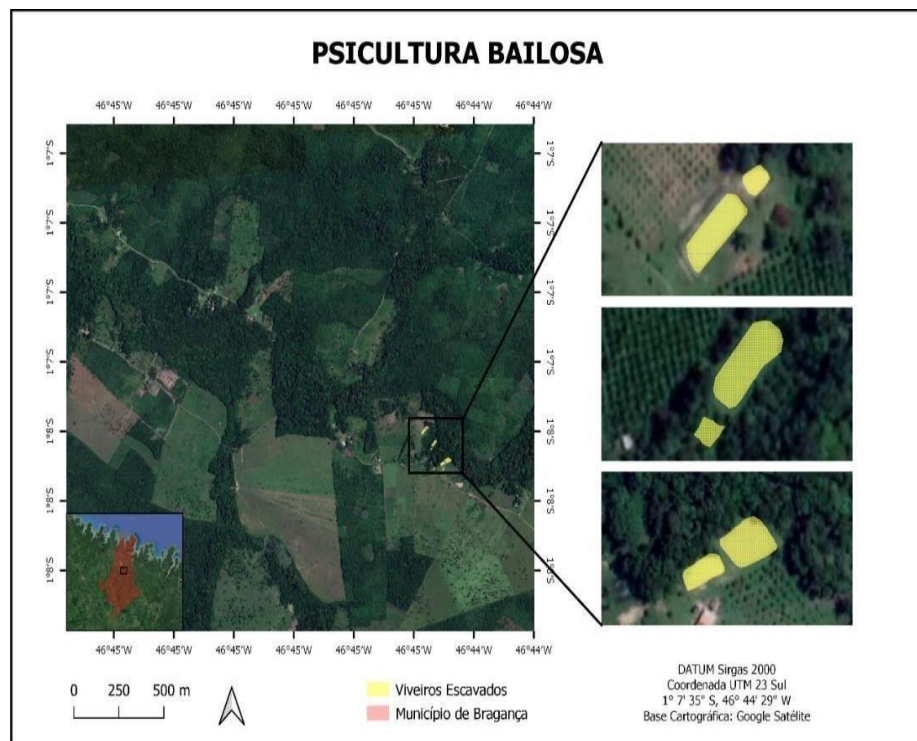 PSICULTURA BAILOSA
46°45'W 46°45'W 46°45'W 46°45'W 46°45'W 46°45'W 46°44'W 46°44'W
1°7'S 1°7'S
1°7'S 1°7'S
1°7'S 1°7'S
1°7'S 1°7'S
1°8'S 1°8'S
1°8'S 1°8'S
1°8'S 1°8'S
46°45'W 46°45'W 46°45'W 46°45'W 46°45'W 46°45'W 46°44'W 46°44'W
0 250 500 m
Viveiros Escavados
Município de Bragança
DATUM Sirgas 2000
Coordenada UTM 23 Sul
1° 7' 35" S, 46° 44' 29" W
Base Cartográfica: Google Satélite